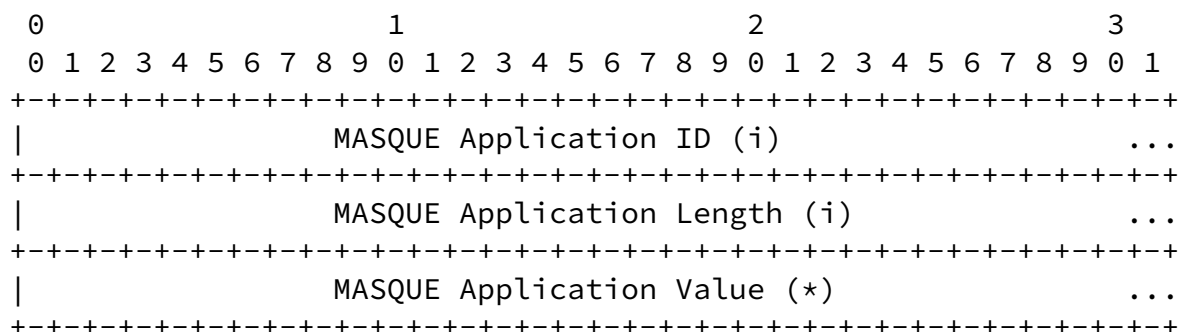 0                   1                   2                   3
 0 1 2 3 4 5 6 7 8 9 0 1 2 3 4 5 6 7 8 9 0 1 2 3 4 5 6 7 8 9 0 1
+-+-+-+-+-+-+-+-+-+-+-+-+-+-+-+-+-+-+-+-+-+-+-+-+-+-+-+-+-+-+-+-+
|                 MASQUE Application ID (i)                   ...
+-+-+-+-+-+-+-+-+-+-+-+-+-+-+-+-+-+-+-+-+-+-+-+-+-+-+-+-+-+-+-+-+
|                 MASQUE Application Length (i)               ...
+-+-+-+-+-+-+-+-+-+-+-+-+-+-+-+-+-+-+-+-+-+-+-+-+-+-+-+-+-+-+-+-+
|                 MASQUE Application Value (*)                ...
+-+-+-+-+-+-+-+-+-+-+-+-+-+-+-+-+-+-+-+-+-+-+-+-+-+-+-+-+-+-+-+-+